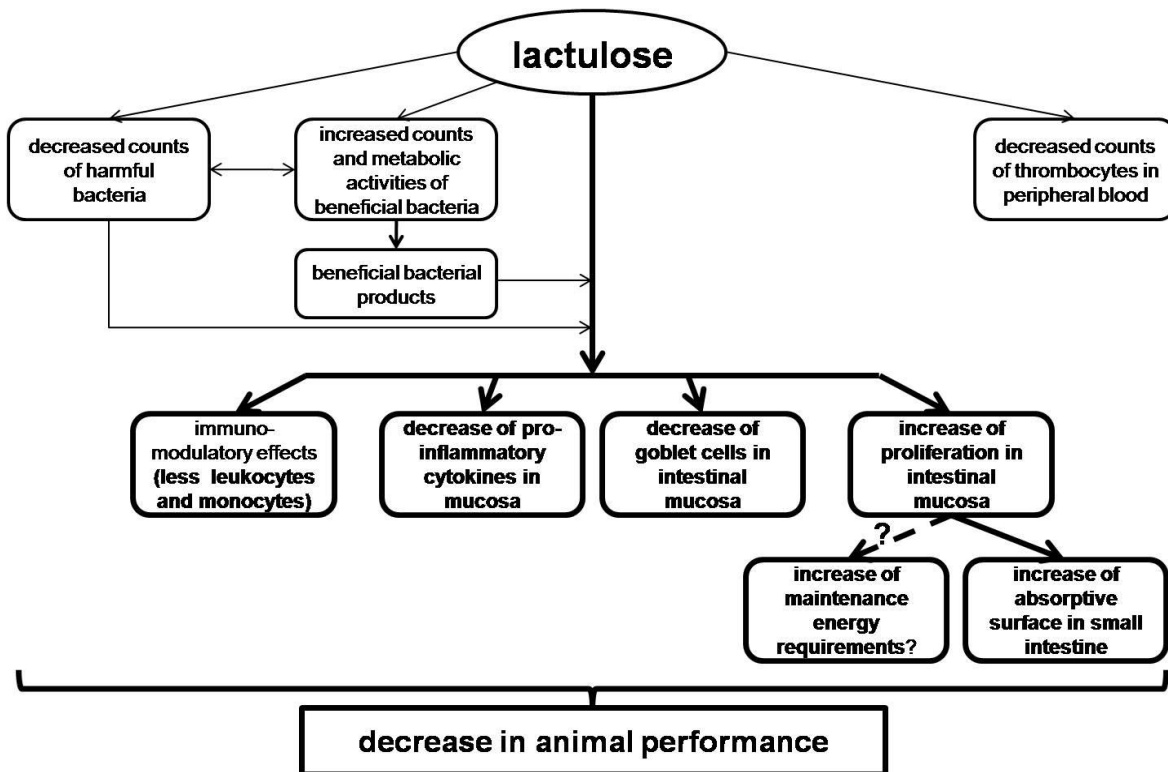 lactulose
decreased counts
of harmful
bacteria
increased counts
and metabolic
activities of
beneficial bacteria
decreased counts
of thrombocytes in
peripheral blood
beneficial bacterial
products
immuno-
modulatory effects
(less leukocytes
and monocytes)
decrease of pro-
inflammatory
cytokines in
mucosa
decrease of
goblet cells in
intestinal
mucosa
increase of
proliferation in
intestinal
mucosa
?
increase of
maintenance
energy
requirements?
increase of
absorptive
surface in small
intestine
decrease in animal performance